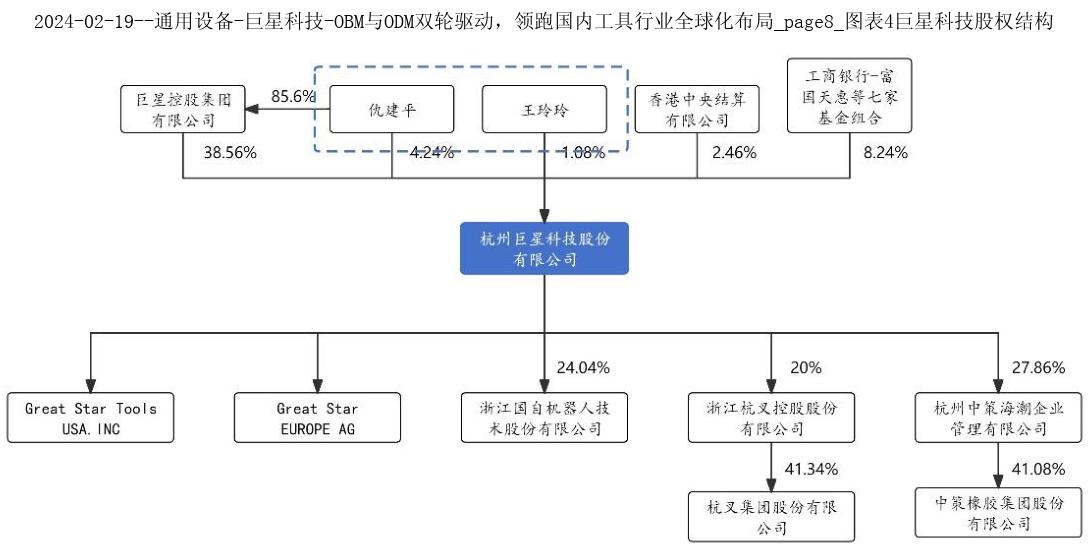 2024-02-19--通用设备-巨星科技-OBM与ODM双轮驱动，领跑国内工具行业全球化布局_page8_图表4巨星科技股权结构
巨星控股集团
有限公司
85.6%
仇建平
王玲玲
香港中央结算
有限公司
工商银行-富
国天惠等七家
基金组合
38.56%
4.24%
1.08%
2.46%
8.24%
杭州巨星科技股份
有限公司
24.04%
20%
27.86%
Great Star Tools
USA.INC
Great Star
EUROPE AG
浙江国自机器人技
术股份有限公司
浙江杭叉控股股份
有限公司
杭州中策海潮企业
管理有限公司
41.34%
41.08%
杭叉集团股份有限
公司
中策橡胶集团股份
有限公司